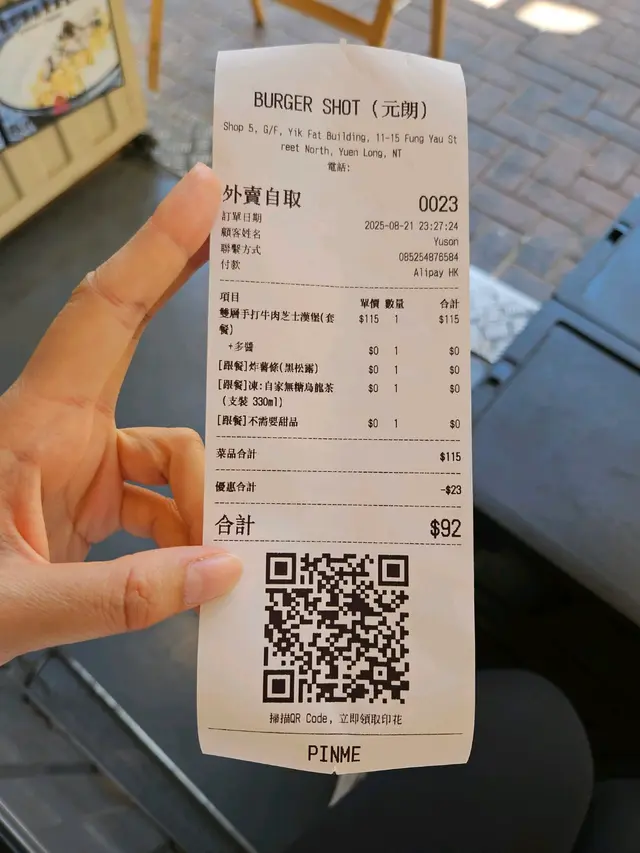 BURGER SHOT (元朗)
Shop 5, G/F, Yik Fat Building, 11-15 Fung Yau St
reet North, Yuen Long, NT
電話:
外賣自取 0023
訂單日期 2025-08-21 23:27:24
顧客姓名 Yuson
聯繫方式 085254876584
付款 Alipay HK
項目 單價 數量 合計
雙層手打牛肉芝士漢堡(套 $115 1 $115
餐)
+多醬 $0 1 $0
[跟餐]炸薯條(黑松露) $0 1 $0
[跟餐]凍:自家無糖烏龍茶 $0 1 $0
(支裝 330ml)
[跟餐]不需要甜品 $0 1 $0
菜品合計 $115
優惠合計 -$23
合計 $92
掃描QR Code, 立即領取印花
PINME